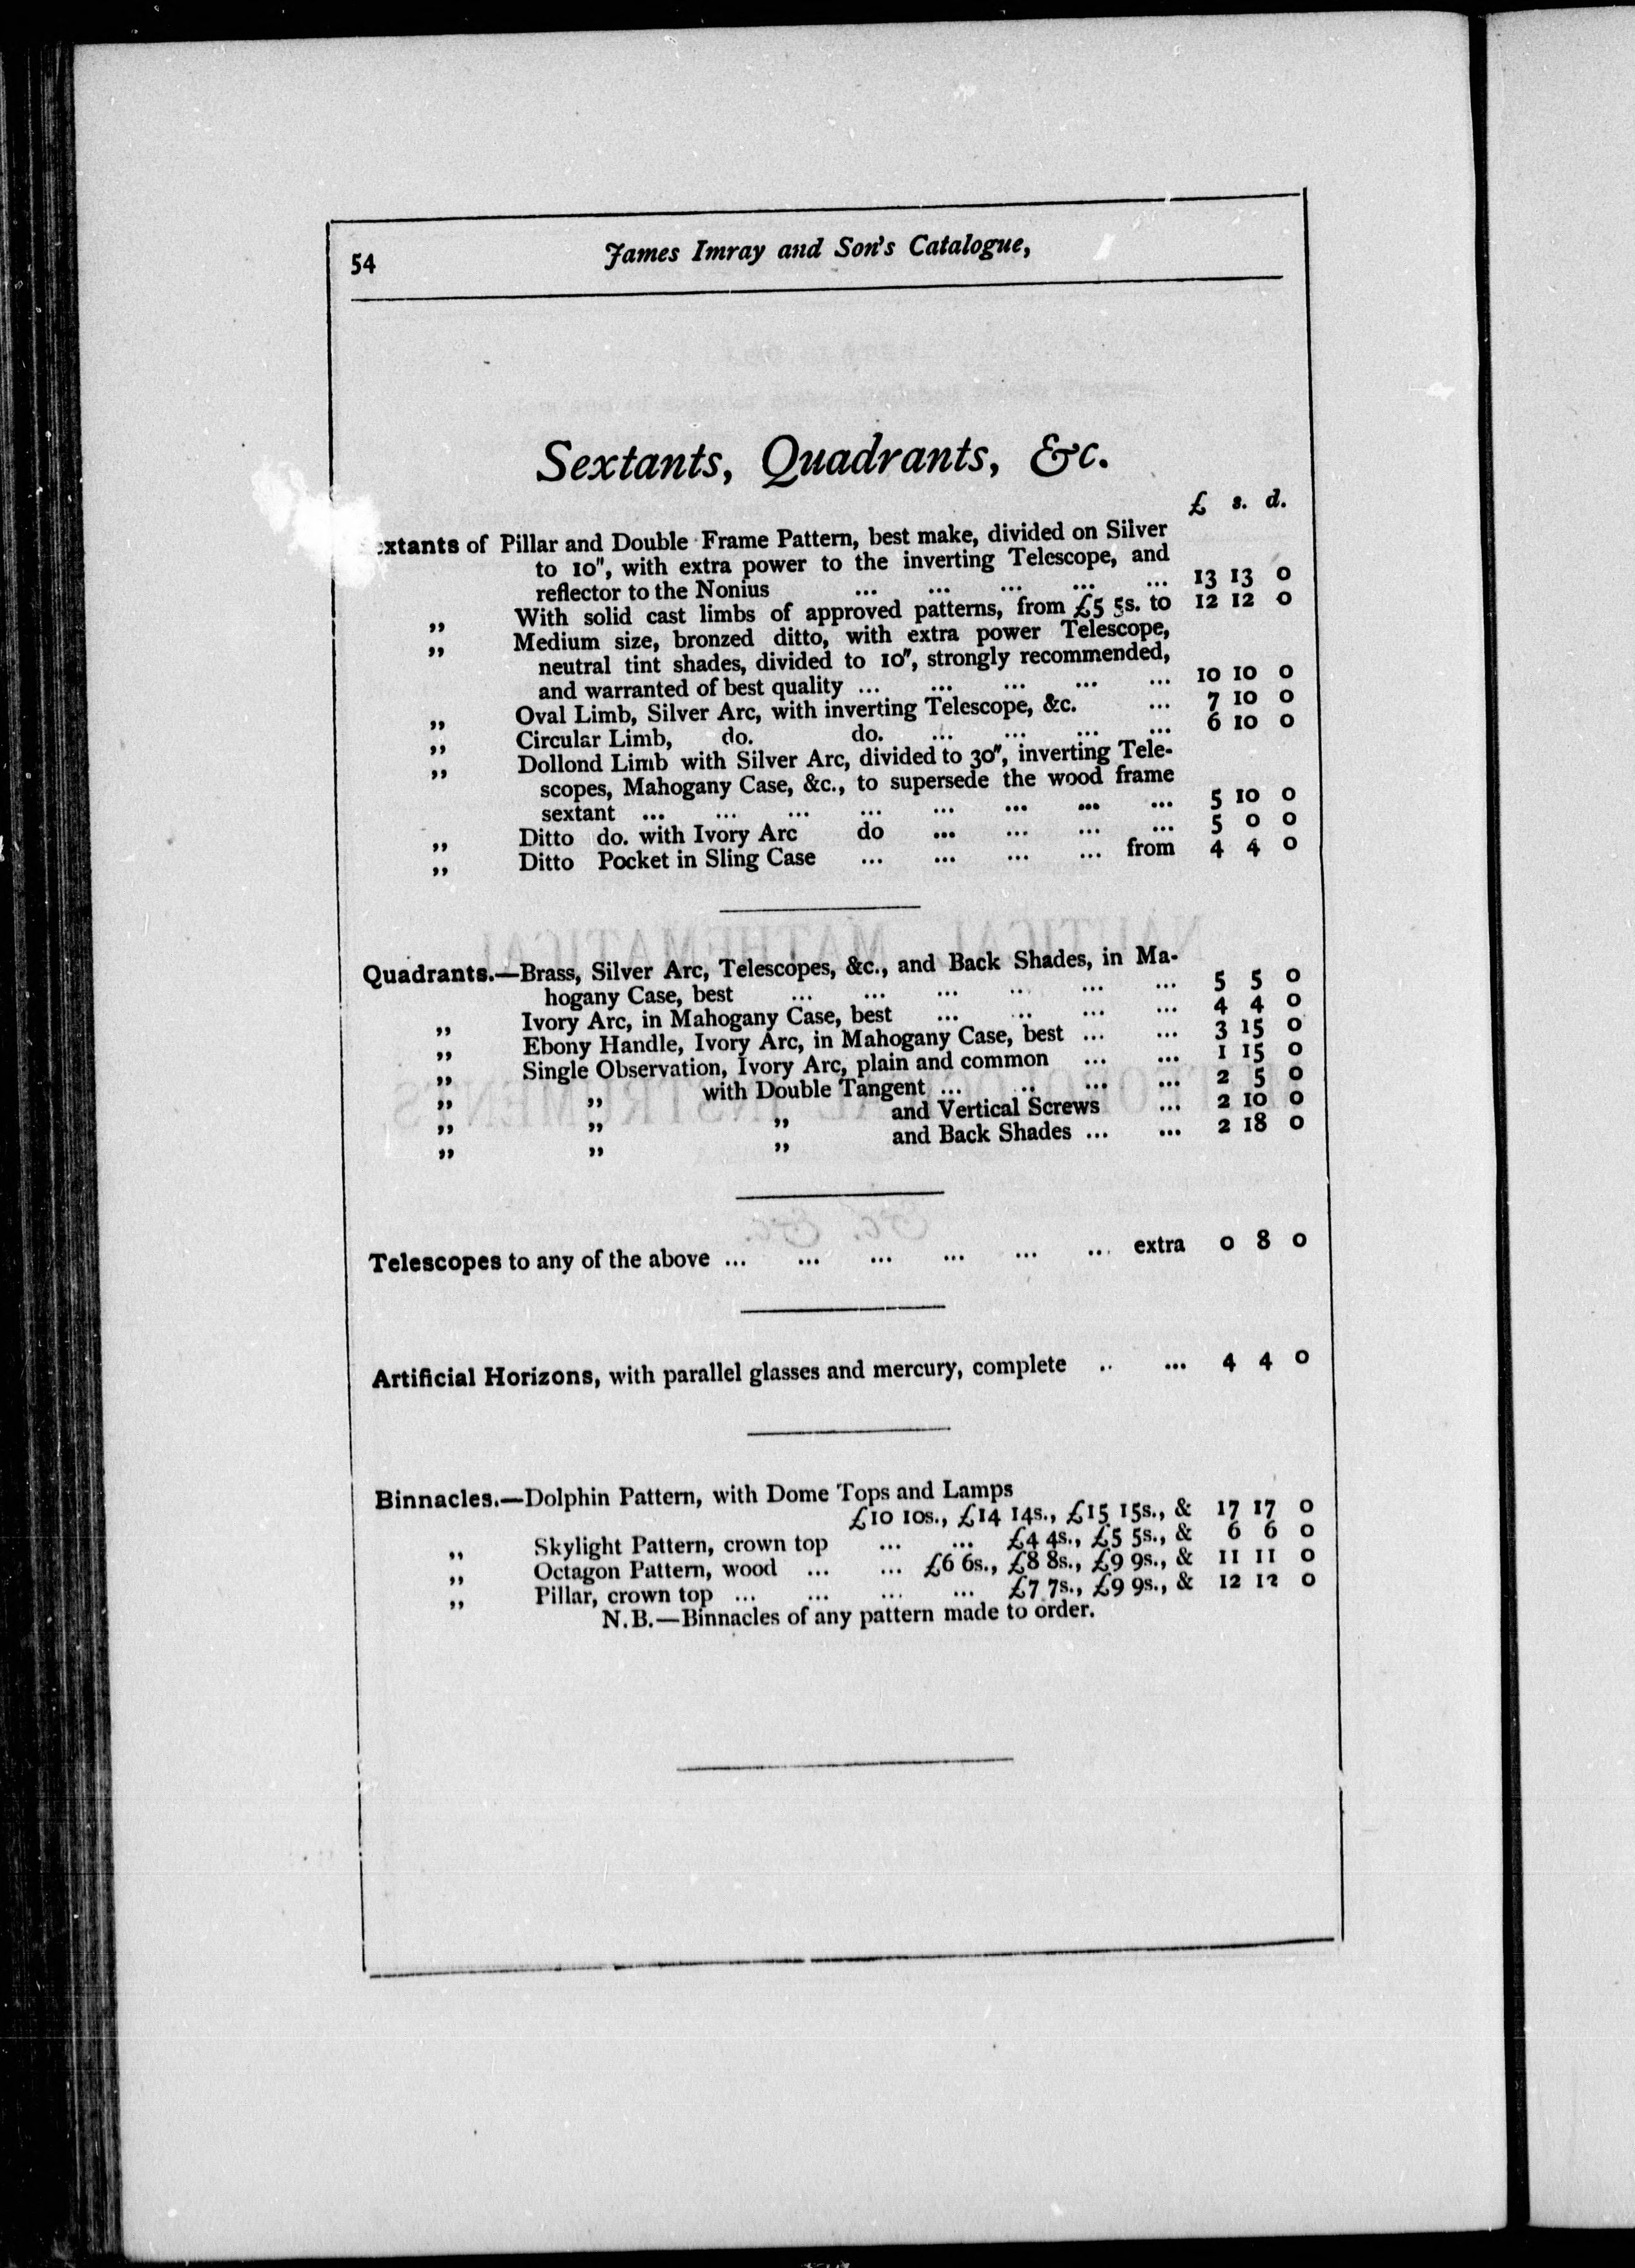 54 James Imray and Son's Catalogue,
Sextants, Quadrants, &c.
£ s. d.
Sextants of Pillar and Double Frame Pattern, best make, divided on Silver
to 10", with extra power to the inverting Telescope, and
reflector to the Nonius ... ... ... ... ... 13 13 0
„ With solid cast limbs of approved patterns, from £5 5s. to 12 12 0
„ Medium size, bronzed ditto, with extra power Telescope,
neutral tint shades, divided to 10", strongly recommended,
and warranted of best quality ... ... ... ... ... 10 10 0
„ Oval Limb, Silver Arc, with inverting Telescope, &c. ... 7 10 0
„ Circular Limb, do. do. ... ... ... ... 6 10 0
„ Dollond Limb with Silver Arc, divided to 30", inverting Tele-
scopes, Mahogany Case, &c., to supersede the wood frame
sextant ... ... ... ... ... ... ... ... 5 10 0
„ Ditto do. with Ivory Arc do ... ... ... ... 5 0 0
„ Ditto Pocket in Sling Case ... ... ... ... from 4 4 0
Quadrants.—Brass, Silver Arc, Telescopes, &c., and Back Shades, in Ma-
hogany Case, best ... ... ... ... ... ... 5 5 0
„ Ivory Arc, in Mahogany Case, best ... ... ... ... 4 4 0
„ Ebony Handle, Ivory Arc, in Mahogany Case, best ... ... 3 15 0
„ Single Observation, Ivory Arc, plain and common ... ... 1 15 0
„ „ with Double Tangent ... .. ... ... 2 5 0
„ „ „ and Vertical Screws ... 2 10 0
„ „ „ and Back Shades ... ... 2 18 0
Telescopes to any of the above ... ... ... ... ... ... extra 0 8 0
Artificial Horizons, with parallel glasses and mercury, complete .. ... 4 4 0
Binnacles.—Dolphin Pattern, with Dome Tops and Lamps
£10 10s., £14 14s., £15 15s., & 17 17 0
„ Skylight Pattern, crown top ... ... £4 4s., £5 5s., & 6 6 0
„ Octagon Pattern, wood ... ... £6 6s., £8 8s., £9 9s., & 11 11 0
„ Pillar, crown top ... ... ... ... £7 7s., £9 9s., & 12 12 0
N.B.—Binnacles of any pattern made to order.